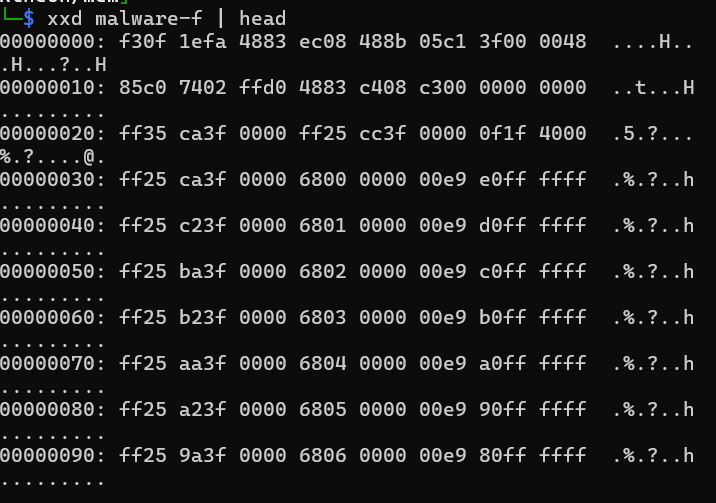 └─$ xxd malware-f | head
00000000: f30f 1efa 4883 ec08 488b 05c1 3f00 0048  ....H..
.H...?..H
00000010: 85c0 7402 ffd0 4883 c408 c300 0000 0000  ..t...H
.........
00000020: ff35 ca3f 0000 ff25 cc3f 0000 0f1f 4000  .5.?...
%.?....@.
00000030: ff25 ca3f 0000 6800 0000 00e9 e0ff ffff  .%.?..h
.........
00000040: ff25 c23f 0000 6801 0000 00e9 d0ff ffff  .%.?..h
.........
00000050: ff25 ba3f 0000 6802 0000 00e9 c0ff ffff  .%.?..h
.........
00000060: ff25 b23f 0000 6803 0000 00e9 b0ff ffff  .%.?..h
.........
00000070: ff25 aa3f 0000 6804 0000 00e9 a0ff ffff  .%.?..h
.........
00000080: ff25 a23f 0000 6805 0000 00e9 90ff ffff  .%.?..h
.........
00000090: ff25 9a3f 0000 6806 0000 00e9 80ff ffff  .%.?..h
.........